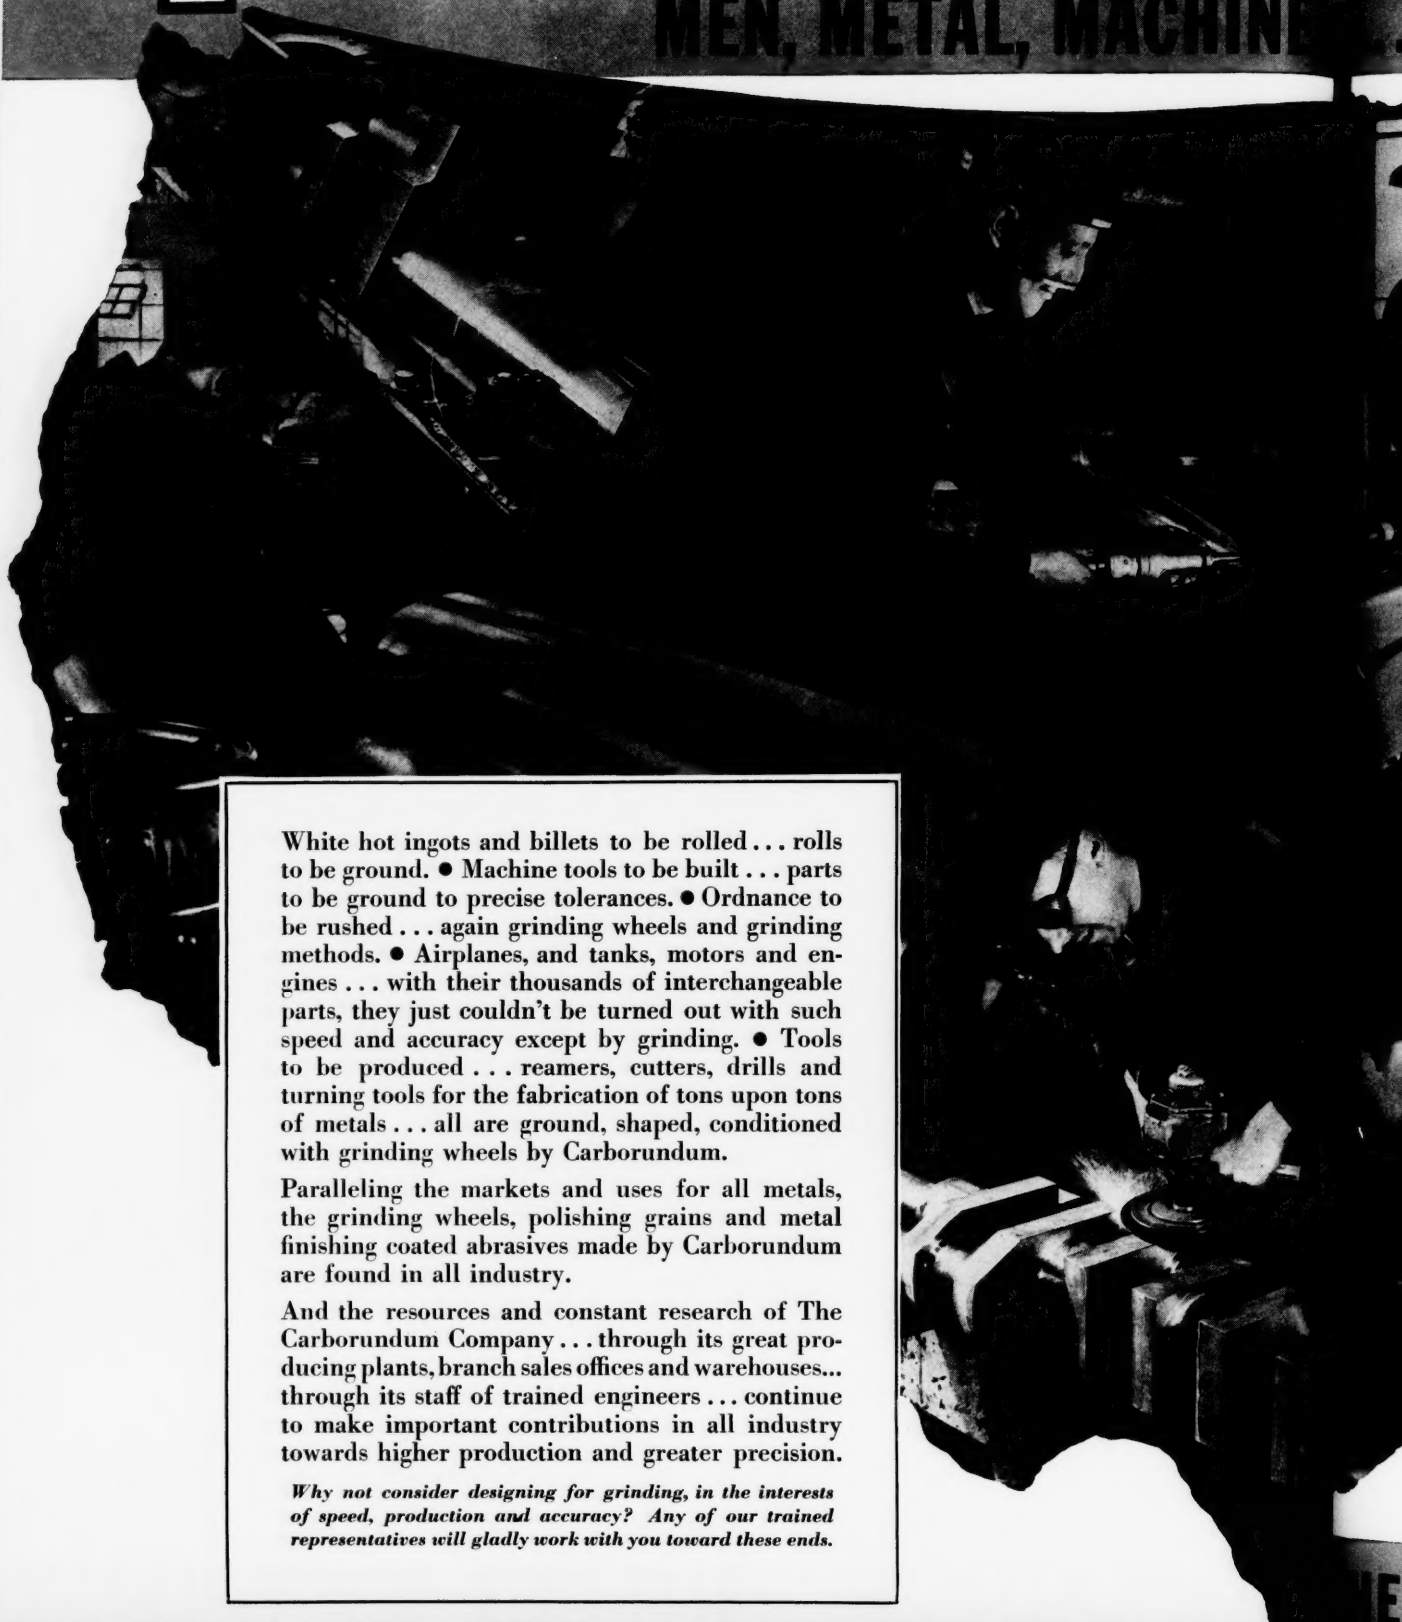 MEN, METAL, MACHINE
White hot ingots and billets to be rolled... rolls
to be ground. ● Machine tools to be built... parts
to be ground to precise tolerances. ● Ordnance to
be rushed... again grinding wheels and grinding
methods. ● Airplanes, and tanks, motors and en-
gines... with their thousands of interchangeable
parts, they just couldn't be turned out with such
speed and accuracy except by grinding. ● Tools
to be produced... reamers, cutters, drills and
turning tools for the fabrication of tons upon tons
of metals... all are ground, shaped, conditioned
with grinding wheels by Carborundum.
Paralleling the markets and uses for all metals,
the grinding wheels, polishing grains and metal
finishing coated abrasives made by Carborundum
are found in all industry.
And the resources and constant research of The
Carborundum Company... through its great pro-
ducing plants, branch sales offices and warehouses...
through its staff of trained engineers... continue
to make important contributions in all industry
towards higher production and greater precision.
Why not consider designing for grinding, in the interests
of speed, production and accuracy? Any of our trained
representatives will gladly work with you toward these ends.